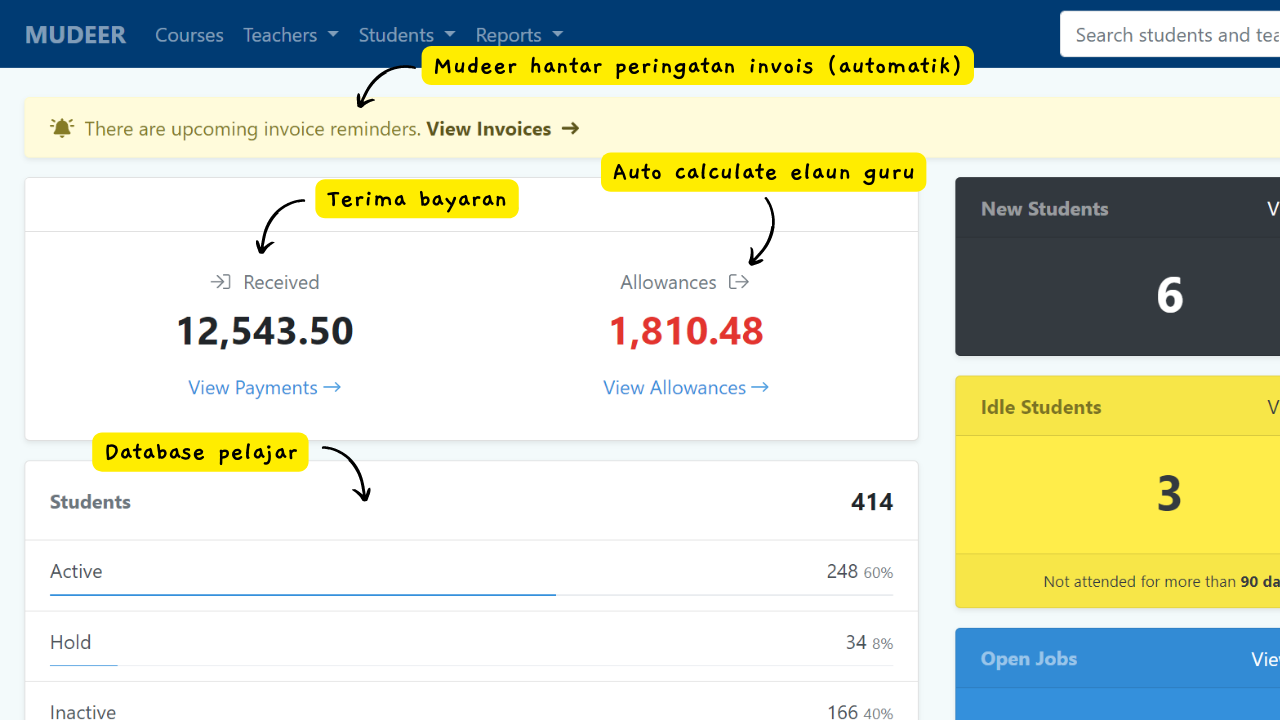 MUDEER Courses Teachers Students Reports Search students and tea
Mudeer hantar peringatan invois (automatik)
There are upcoming invoice reminders. View Invoices →
Auto calculate elaun guru
Terima bayaran
Received
12,543.50
View Payments →
Allowances
1,810.48
View Allowances →
Database pelajar
Students 414
Active 248 60%
Hold 34 8%
Inactive 166 40%
New Students V
6
Idle Students V
3
Not attended for more than 90 da
Open Jobs Vie